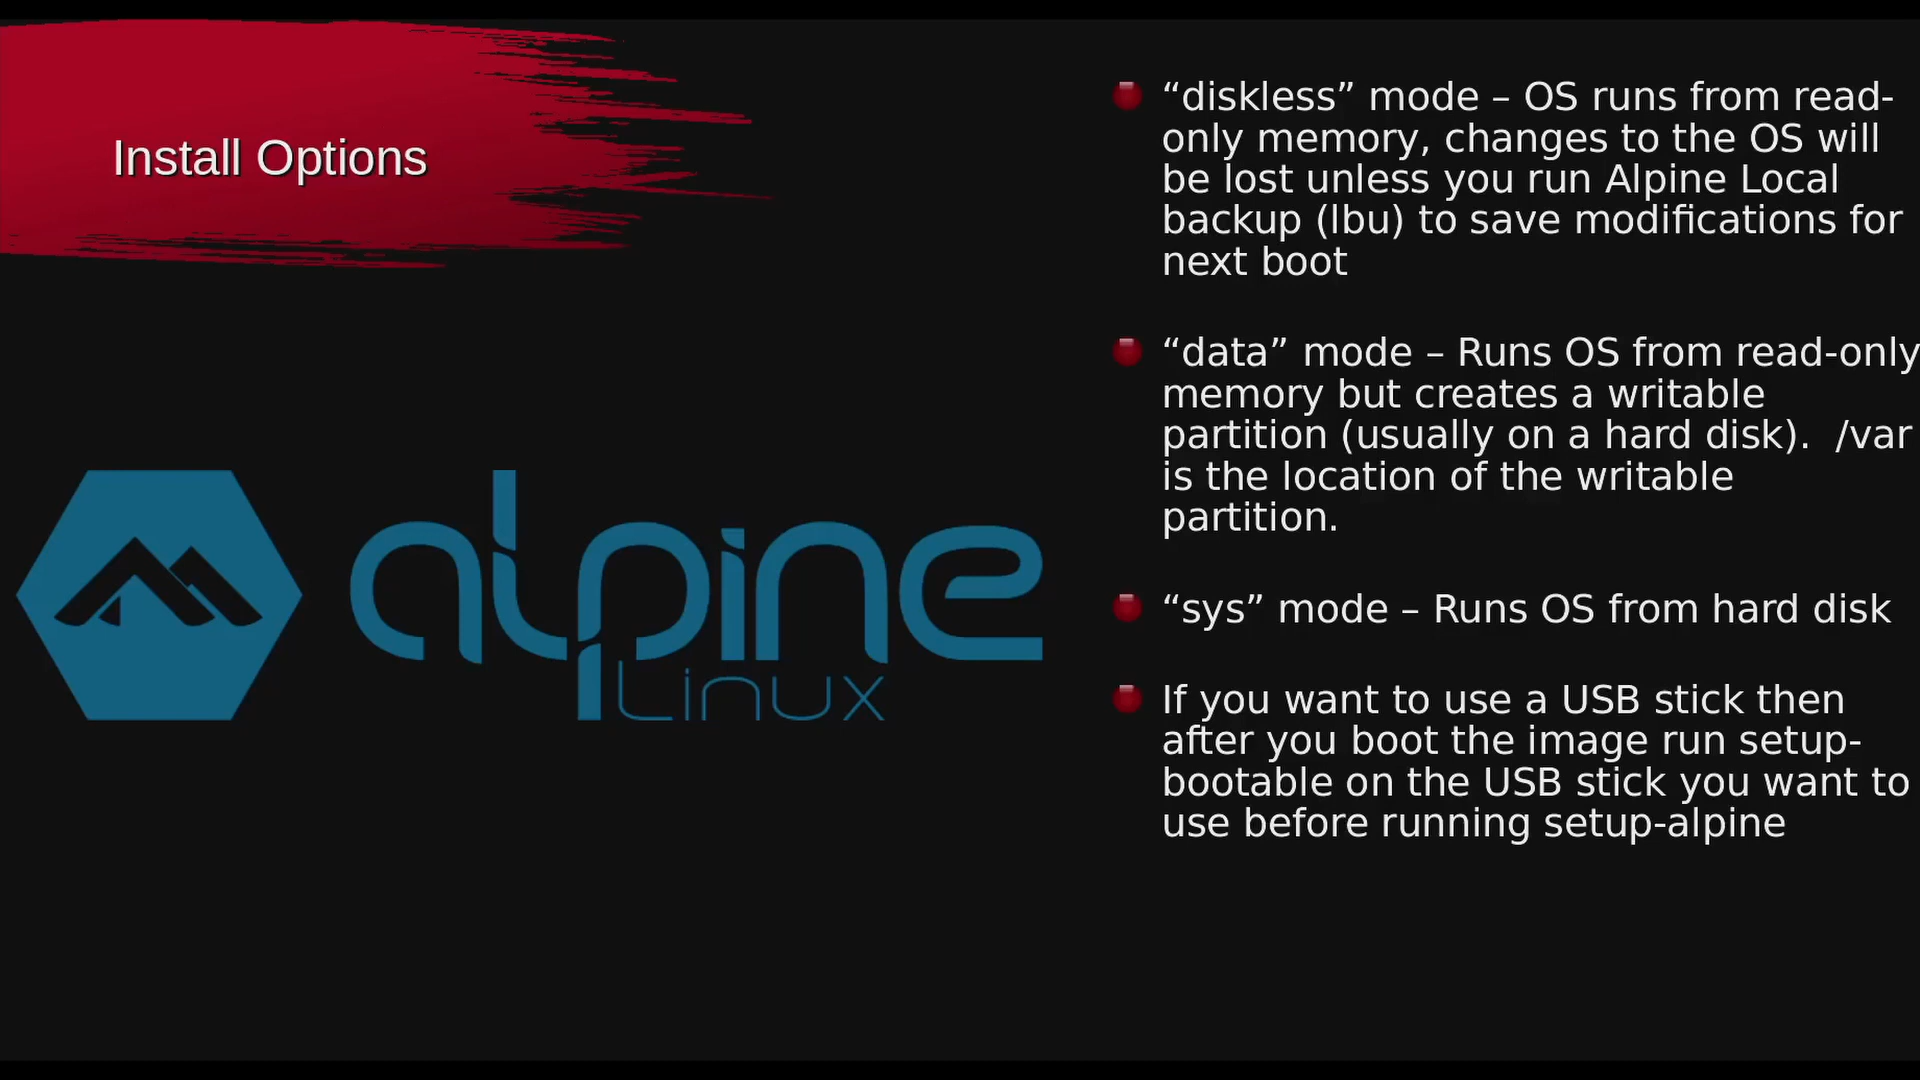 Install Options
“diskless” mode – OS runs from read-
only memory, changes to the OS will
be lost unless you run Alpine Local
backup (lbu) to save modifications for
next boot
“data” mode – Runs OS from read-only
memory but creates a writable
partition (usually on a hard disk).  /var
is the location of the writable
partition.
“sys” mode – Runs OS from hard disk
If you want to use a USB stick then
after you boot the image run setup-
bootable on the USB stick you want to
use before running setup-alpine
alpine
Linux